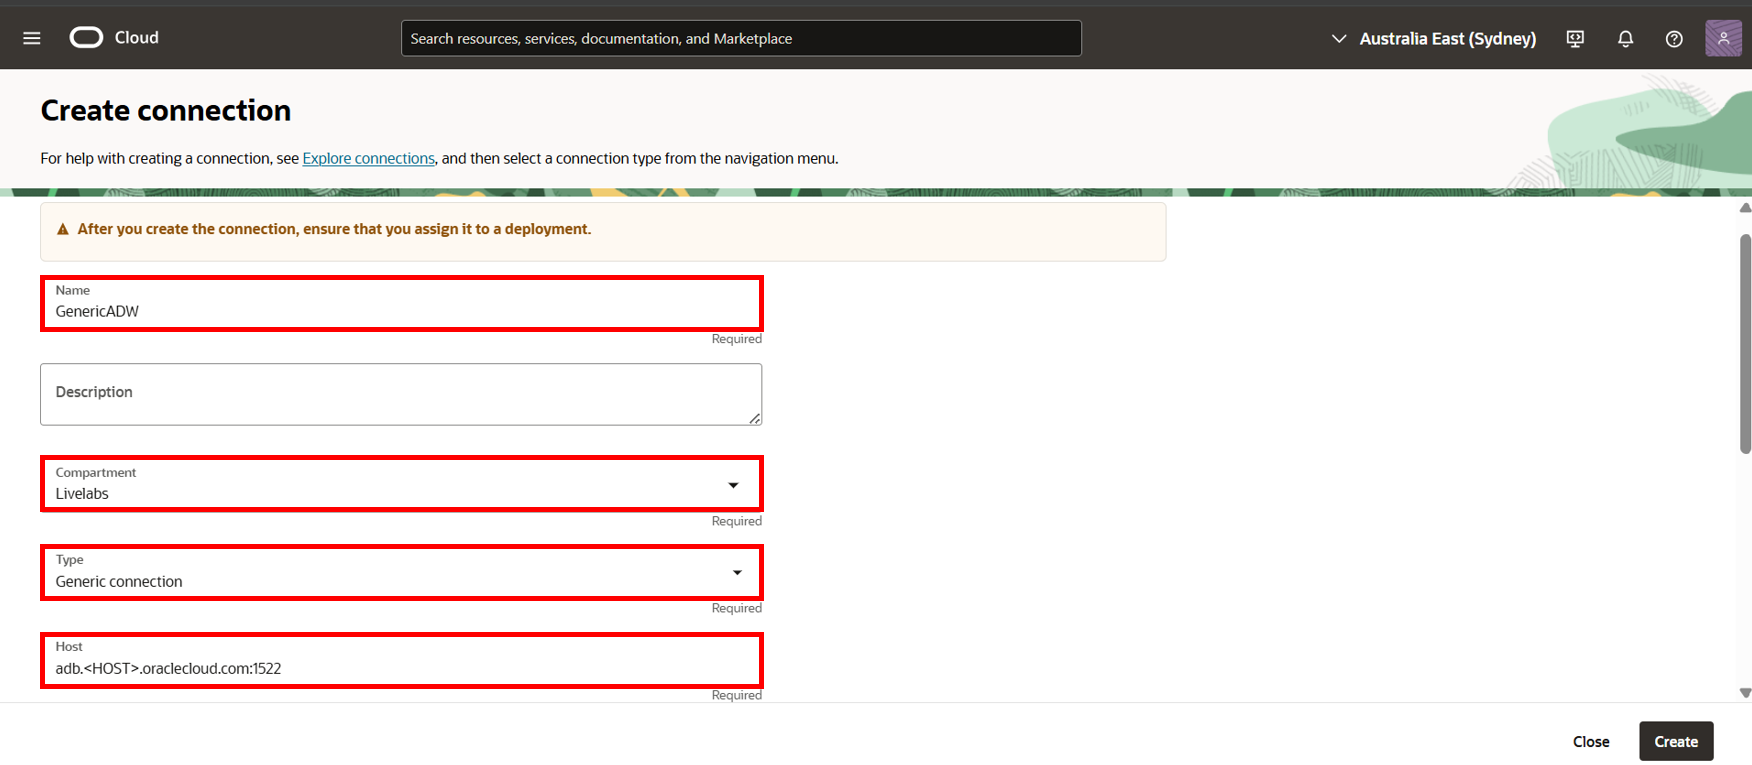 Cloud
Search resources, services, documentation, and Marketplace
Australia East (Sydney)
Create connection
For help with creating a connection, see Explore connections, and then select a connection type from the navigation menu.
After you create the connection, ensure that you assign it to a deployment.
Name
GenericADW
Required
Description
Compartment
Livelabs
Required
Type
Generic connection
Required
Host
adb.<HOST>.oraclecloud.com:1522
Required
Close
Create